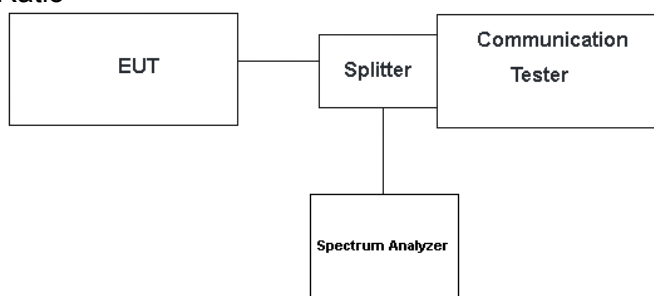 EUT
Splitter
Communication
Tester
Spectrum Analyzer